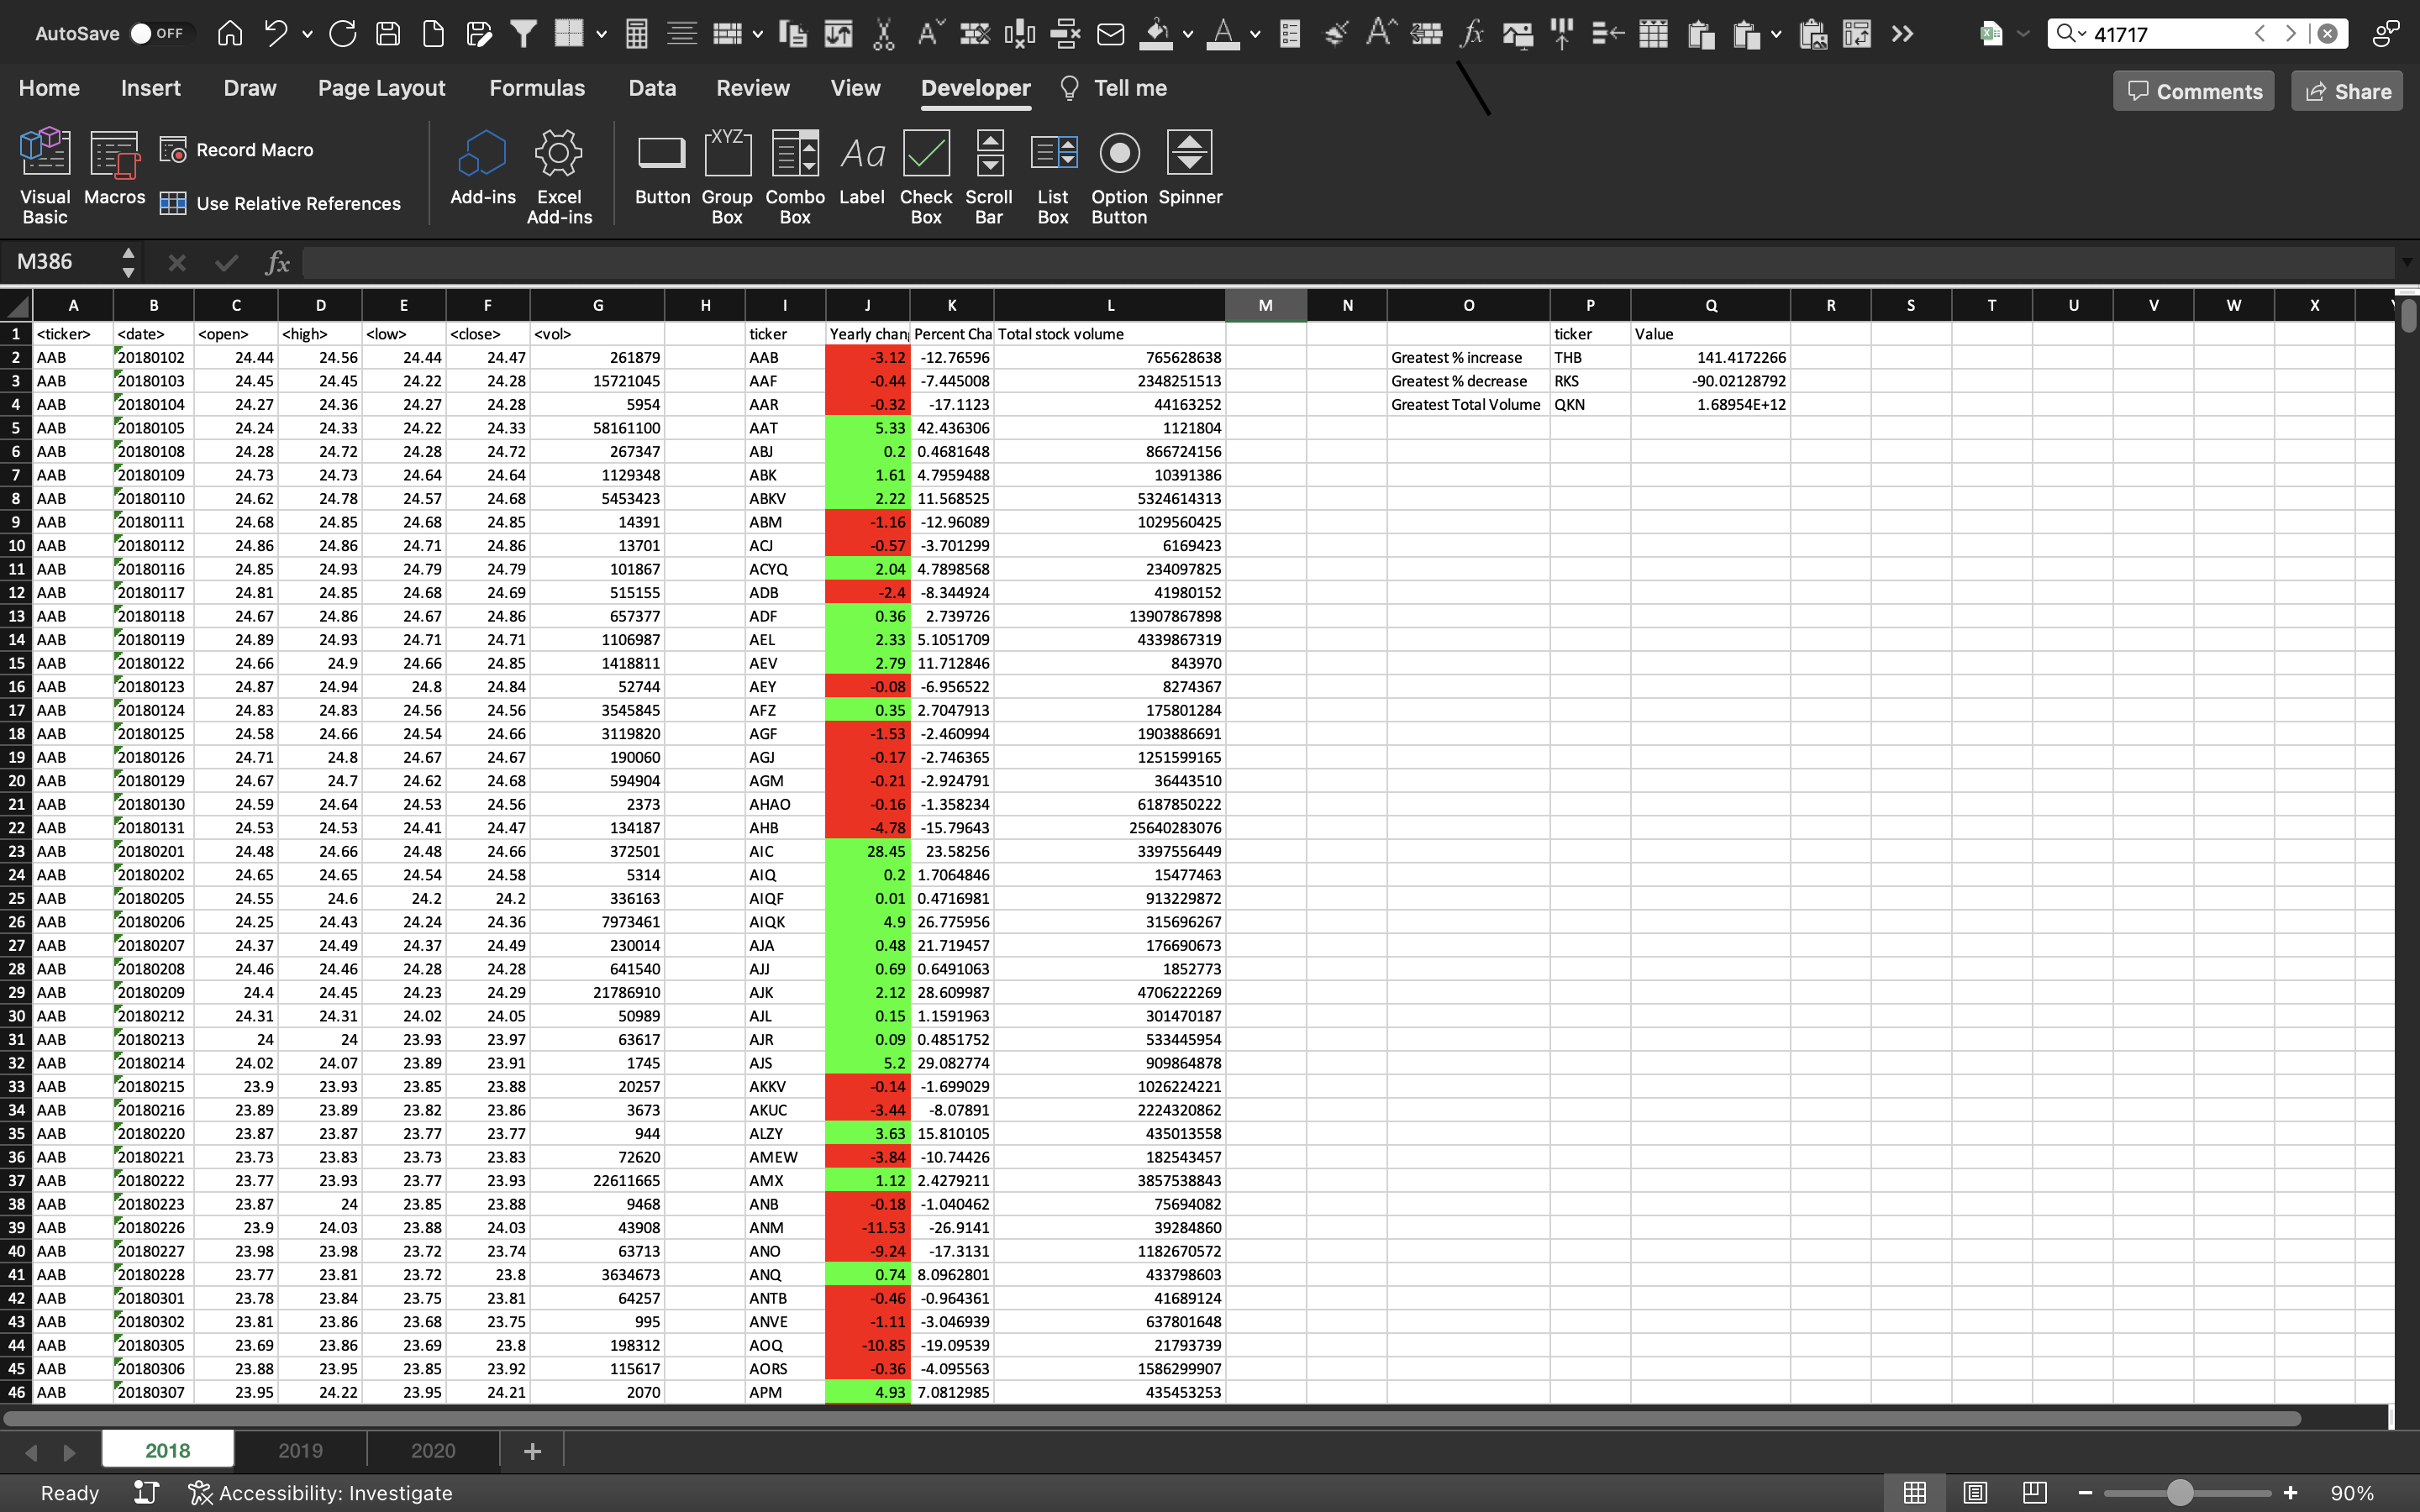 AutoSave OFF 41717
Home Insert Draw Page Layout Formulas Data Review View Developer Tell me Comments Share
Visual Basic Macros Record Macro Use Relative References Add-ins Excel Add-ins Button XYZ Group Box Combo Box Aa Label Check Box Scroll Bar List Box Option Button Spinner
M386 fx
A B C D E F G H I J K L M N O P Q R S T U V W X
1 <ticker> <date> <open> <high> <low> <close> <vol> ticker Yearly chan Percent Cha Total stock volume ticker Value
2 AAB 20180102 24.44 24.56 24.44 24.47 261879 AAB -3.12 -12.76596 765628638 Greatest % increase THB 141.4172266
3 AAB 20180103 24.45 24.45 24.22 24.28 15721045 AAF -0.44 -7.445008 2348251513 Greatest % decrease RKS -90.02128792
4 AAB 20180104 24.27 24.36 24.27 24.28 5954 AAR -0.32 -17.1123 44163252 Greatest Total Volume QKN 1.68954E+12
5 AAB 20180105 24.24 24.33 24.22 24.33 58161100 AAT 5.33 42.436306 1121804
6 AAB 20180108 24.28 24.72 24.28 24.72 267347 ABJ 0.2 0.4681648 866724156
7 AAB 20180109 24.73 24.73 24.64 24.64 1129348 ABK 1.61 4.7959488 10391386
8 AAB 20180110 24.62 24.78 24.57 24.68 5453423 ABKV 2.22 11.568525 5324614313
9 AAB 20180111 24.68 24.85 24.68 24.85 14391 ABM -1.16 -12.96089 1029560425
10 AAB 20180112 24.86 24.86 24.71 24.86 13701 ACJ -0.57 -3.701299 6169423
11 AAB 20180116 24.85 24.93 24.79 24.79 101867 ACYQ 2.04 4.7898568 234097825
12 AAB 20180117 24.81 24.85 24.68 24.69 515155 ADB -2.4 -8.344924 41980152
13 AAB 20180118 24.67 24.86 24.67 24.86 657377 ADF 0.36 2.739726 13907867898
14 AAB 20180119 24.89 24.93 24.71 24.71 1106987 AEL 2.33 5.1051709 4339867319
15 AAB 20180122 24.66 24.9 24.66 24.85 1418811 AEV 2.79 11.712846 843970
16 AAB 20180123 24.87 24.94 24.8 24.84 52744 AEY -0.08 -6.956522 8274367
17 AAB 20180124 24.83 24.83 24.56 24.56 3545845 AFZ 0.35 2.7047913 175801284
18 AAB 20180125 24.58 24.66 24.54 24.66 3119820 AGF -1.53 -2.460994 1903886691
19 AAB 20180126 24.71 24.8 24.67 24.67 190060 AGJ -0.17 -2.746365 1251599165
20 AAB 20180129 24.67 24.7 24.62 24.68 594904 AGM -0.21 -2.924791 36443510
21 AAB 20180130 24.59 24.64 24.53 24.56 2373 AHAO -0.16 -1.358234 6187850222
22 AAB 20180131 24.53 24.53 24.41 24.47 134187 AHB -4.78 -15.79643 25640283076
23 AAB 20180201 24.48 24.66 24.48 24.66 372501 AIC 28.45 23.58256 3397556449
24 AAB 20180202 24.65 24.65 24.54 24.58 5314 AIQ 0.2 1.7064846 15477463
25 AAB 20180205 24.55 24.6 24.2 24.2 336163 AIQF 0.01 0.4716981 913229872
26 AAB 20180206 24.25 24.43 24.24 24.36 7973461 AIQK 4.9 26.775956 315696267
27 AAB 20180207 24.37 24.49 24.37 24.49 230014 AJA 0.48 21.719457 176690673
28 AAB 20180208 24.46 24.46 24.28 24.28 641540 AJJ 0.69 0.6491063 1852773
29 AAB 20180209 24.4 24.45 24.23 24.29 21786910 AJK 2.12 28.609987 4706222269
30 AAB 20180212 24.31 24.31 24.02 24.05 50989 AJL 0.15 1.1591963 301470187
31 AAB 20180213 24 24 23.93 23.97 63617 AJR 0.09 0.4851752 533445954
32 AAB 20180214 24.02 24.07 23.89 23.91 1745 AJS 5.2 29.082774 909864878
33 AAB 20180215 23.9 23.93 23.85 23.88 20257 AKKV -0.14 -1.699029 1026224221
34 AAB 20180216 23.89 23.89 23.82 23.86 3673 AKUC -3.44 -8.07891 2224320862
35 AAB 20180220 23.87 23.87 23.77 23.77 944 ALZY 3.63 15.810105 435013558
36 AAB 20180221 23.73 23.83 23.73 23.83 72620 AMEW -3.84 -10.74426 182543457
37 AAB 20180222 23.77 23.93 23.77 23.93 22611665 AMX 1.12 2.4279211 3857538843
38 AAB 20180223 23.87 24 23.85 23.88 9468 ANB -0.18 -1.040462 75694082
39 AAB 20180226 23.9 24.03 23.88 24.03 43908 ANM -11.53 -26.9141 39284860
40 AAB 20180227 23.98 23.98 23.72 23.74 63713 ANO -9.24 -17.3131 1182670572
41 AAB 20180228 23.77 23.81 23.72 23.8 3634673 ANQ 0.74 8.0962801 433798603
42 AAB 20180301 23.78 23.84 23.75 23.81 64257 ANTB -0.46 -0.964361 41689124
43 AAB 20180302 23.81 23.86 23.68 23.75 995 ANVE -1.11 -3.046939 637801648
44 AAB 20180305 23.69 23.86 23.69 23.8 198312 AOQ -10.85 -19.09539 21793739
45 AAB 20180306 23.88 23.95 23.85 23.92 115617 AORS -0.36 -4.095563 1586299907
46 AAB 20180307 23.95 24.22 23.95 24.21 2070 APM 4.93 7.0812985 435453253
2018 2019 2020
Ready Accessibility: Investigate 90%